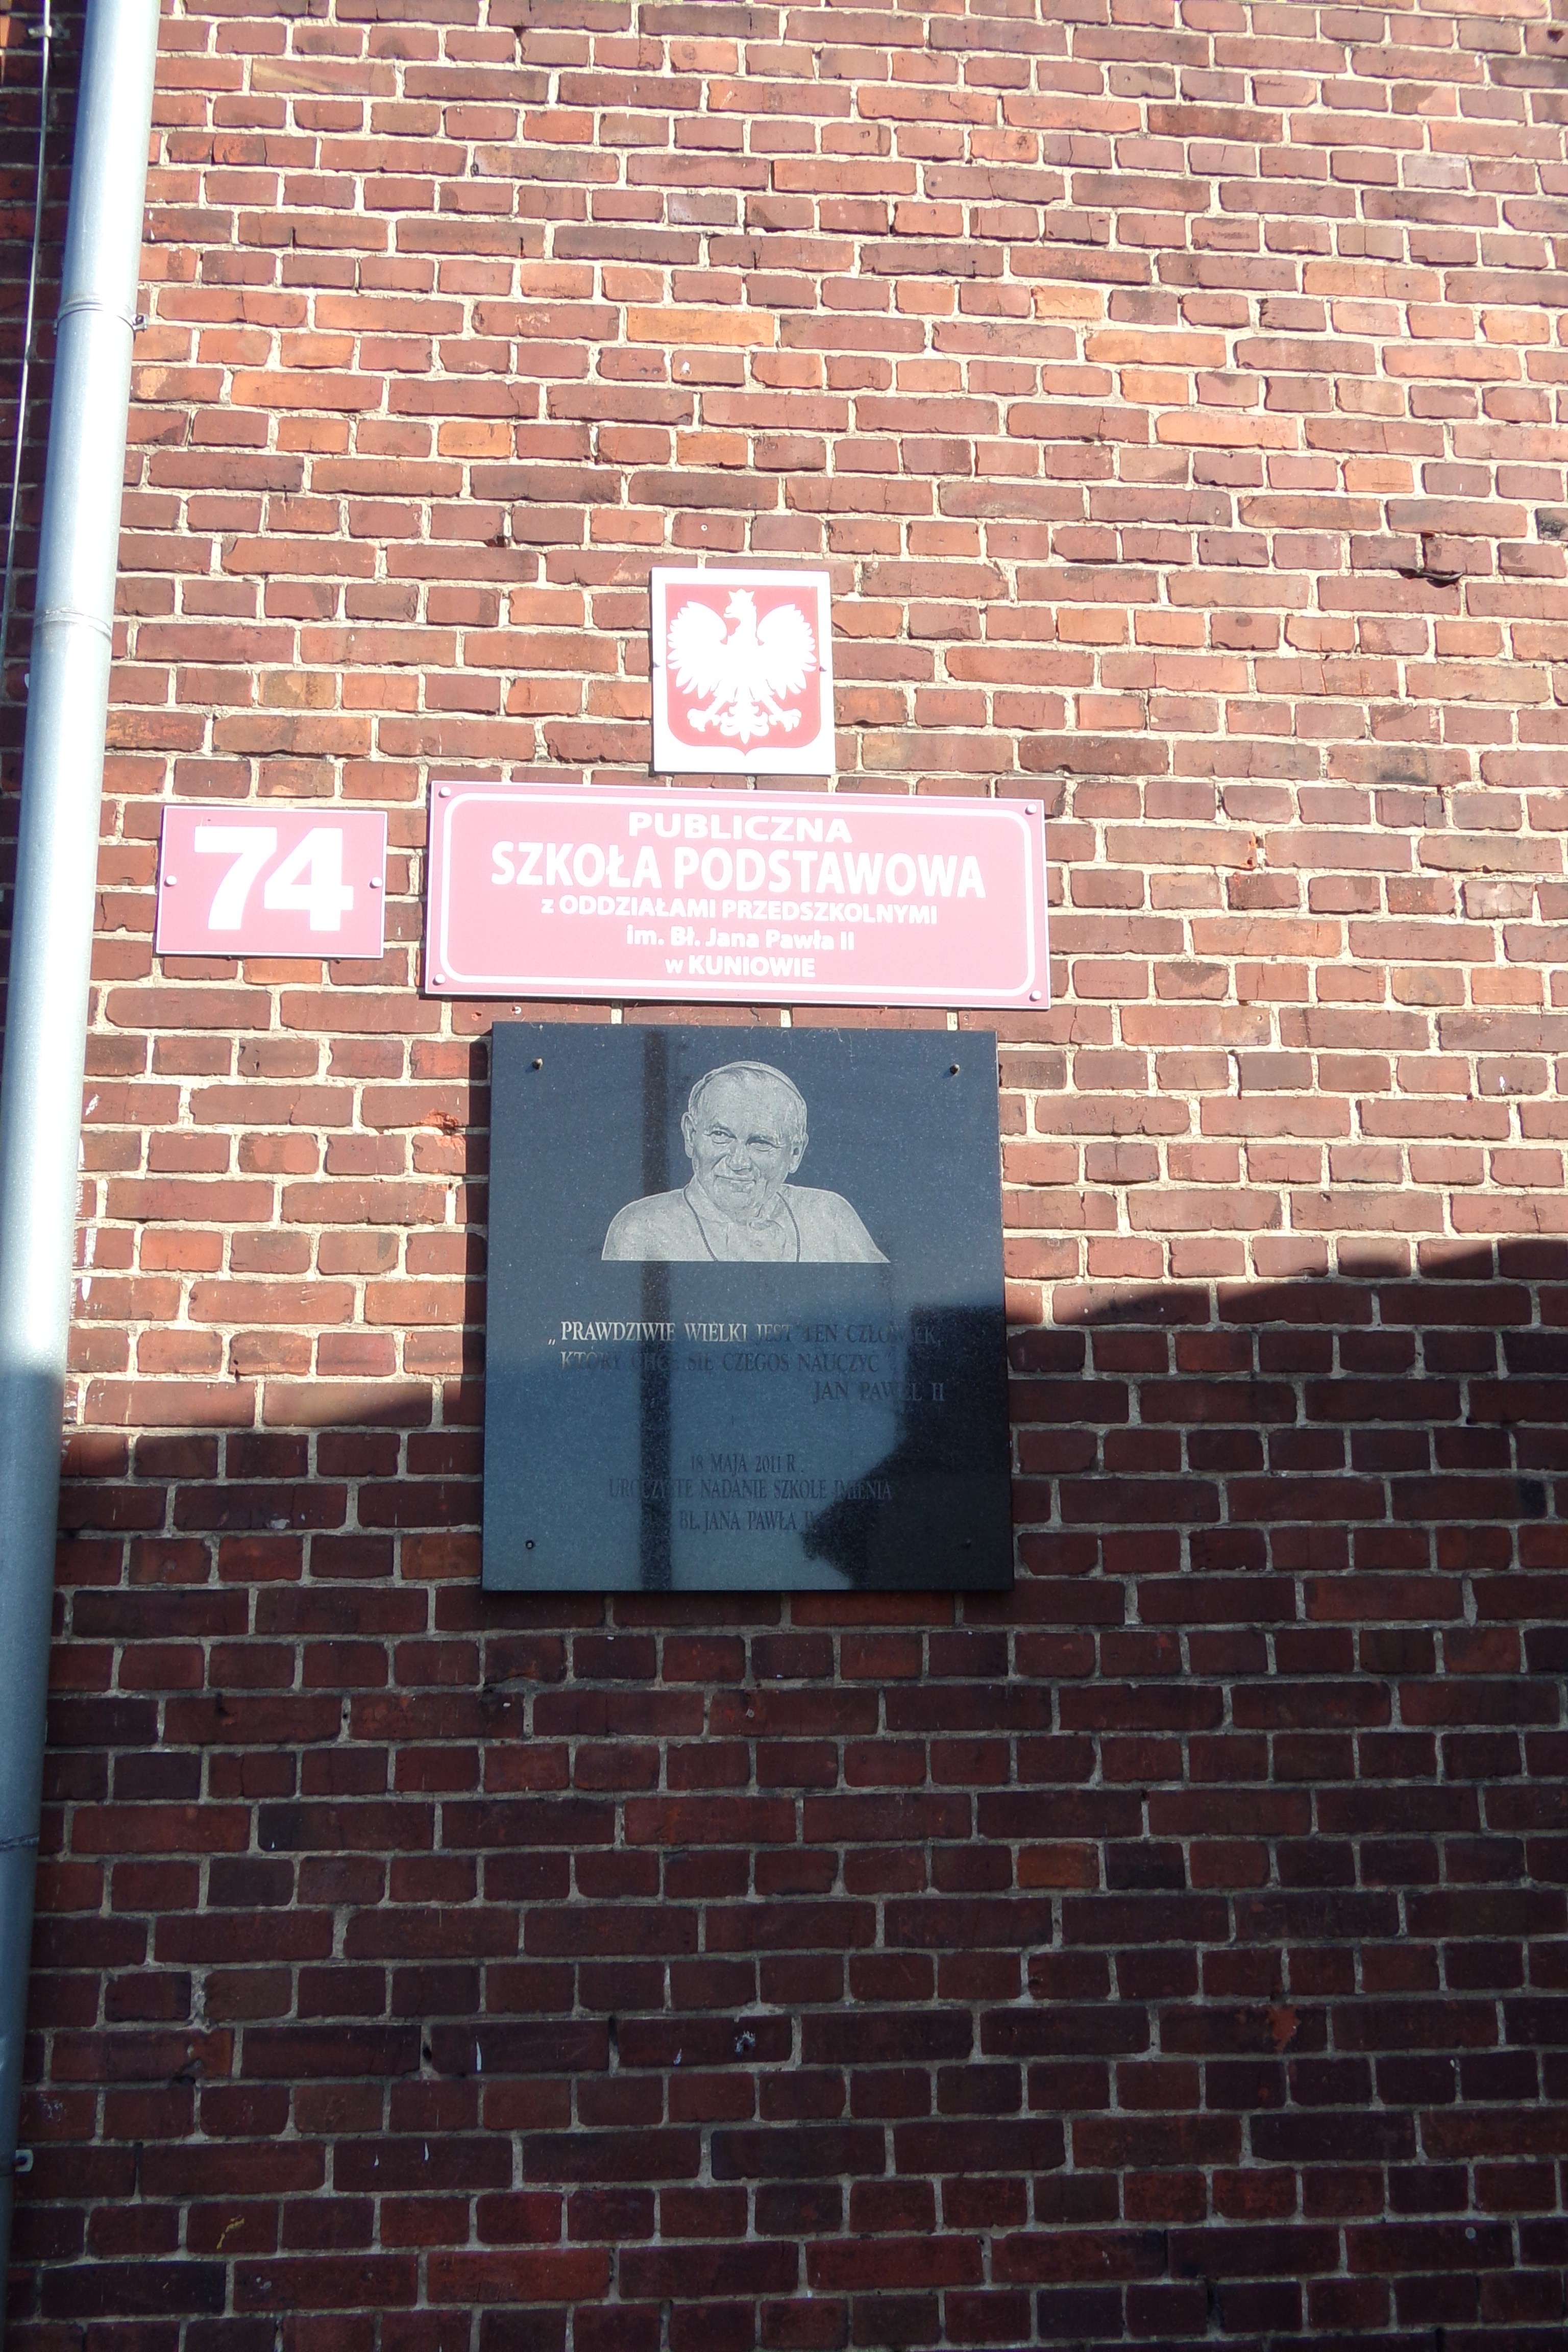 74
PUBLICZNA
SZKOŁA PODSTAWOWA
z ODDZIAŁAMI PRZEDSZKOLNYMI
im. Bł. Jana Pawła II
w KUNIOWIE
„PRAWDZIWIE WIELKI JEST TEN CZŁOWIEK,
KTÓRY CHCE SIĘ CZEGOŚ NAUCZYĆ
JAN PAWEŁ II
18 MAJA 2011 R.
UROCZYSTE NADANIE SZKOLE IMIENIA
BŁ. JANA PAWŁA II